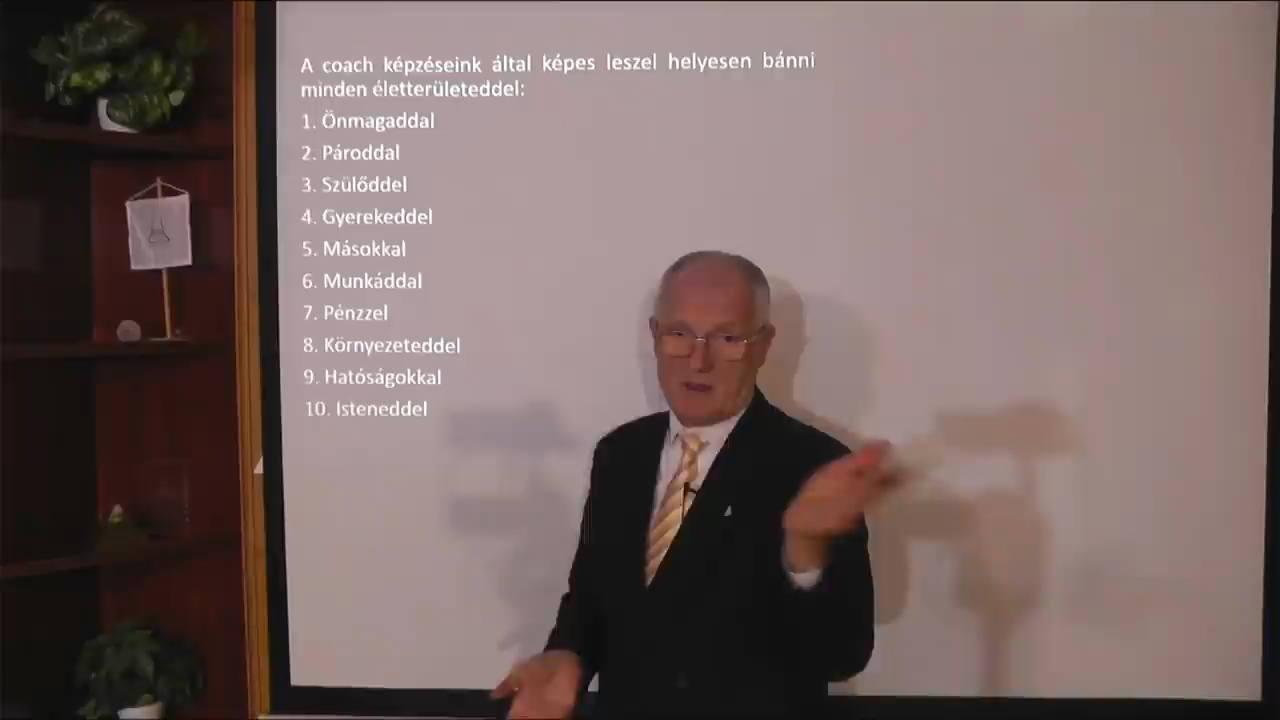 A coach képzéseink által képes leszel helyesen bánni
minden életterületeddel:
1. Önmagaddal
2. Pároddal
3. Szülőddel
4. Gyerekeddel
5. Másokkal
6. Munkáddal
7. Pénzzel
8. Környezeteddel
9. Hatóságokkal
10. Isteneddel